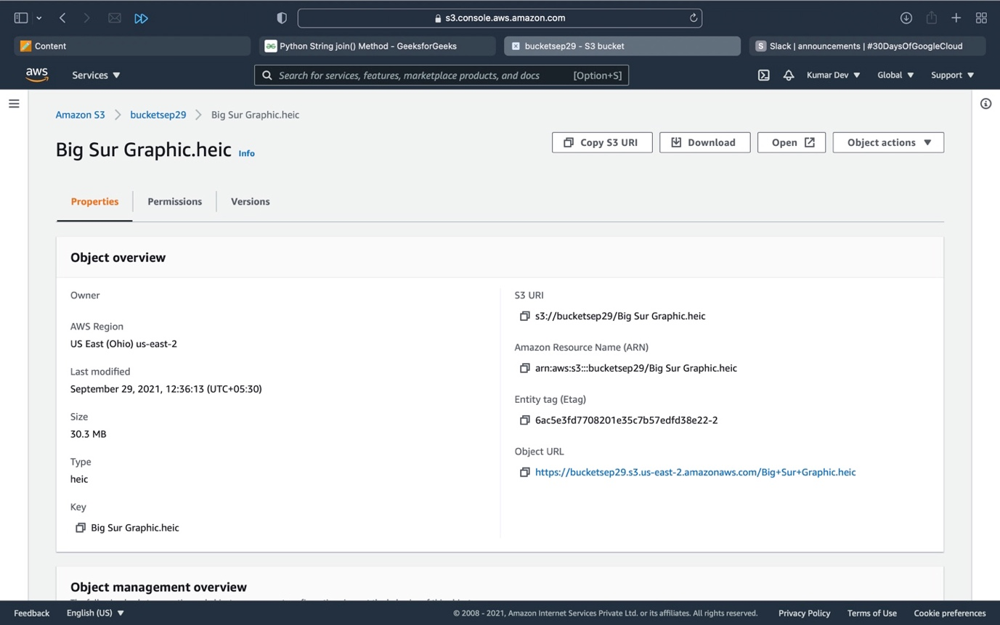 s3.console.aws.amazon.com
Content
Python String join() Method - GeeksforGeeks
bucketsep29 - S3 bucket
S Slack | announcements | #30DaysOfGoogleCloud
aws Services Search for services, features, marketplace products, and docs [Option+S] Kumar Dev Global Support
Amazon S3 bucketsep29 Big Sur Graphic.heic
Big Sur Graphic.heic Info
Copy S3 URI Download Open Object actions
Properties Permissions Versions
Object overview
Owner
AWS Region
US East (Ohio) us-east-2
Last modified
September 29, 2021, 12:36:13 (UTC+05:30)
Size
30.3 MB
Type
heic
Key
Big Sur Graphic.heic
S3 URI
s3://bucketsep29/Big Sur Graphic.heic
Amazon Resource Name (ARN)
arn:aws:s3:::bucketsep29/Big Sur Graphic.heic
Entity tag (Etag)
6ac5e3fd7708201e35c7b57edfd38e22-2
Object URL
https://bucketsep29.s3.us-east-2.amazonaws.com/Big+Sur+Graphic.heic
Object management overview
Feedback English (US) © 2008 - 2021, Amazon Internet Services Private Ltd. or its affiliates. All rights reserved. Privacy Policy Terms of Use Cookie preferences